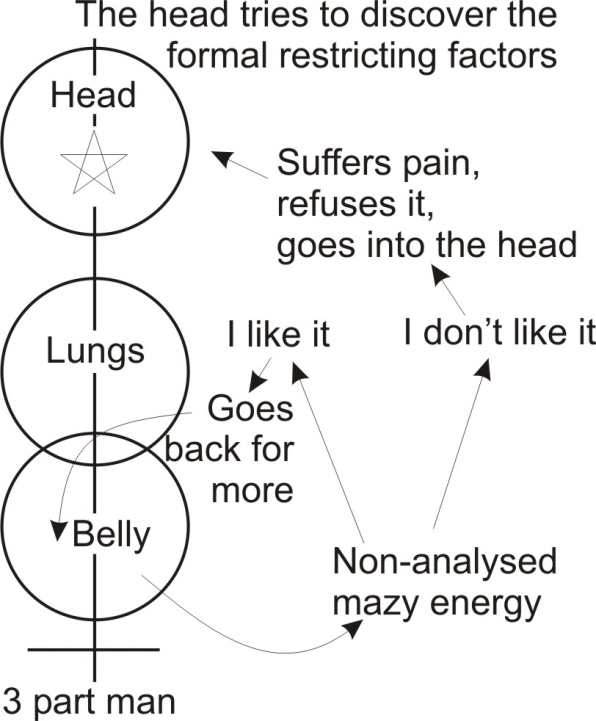 The head tries to discover the
formal restricting factors
Head
Suffers pain,
refuses it,
goes into the head
Lungs
I like it
I don't like it
Goes
back for
more
Belly
Non-analysed
mazy energy
3 part man